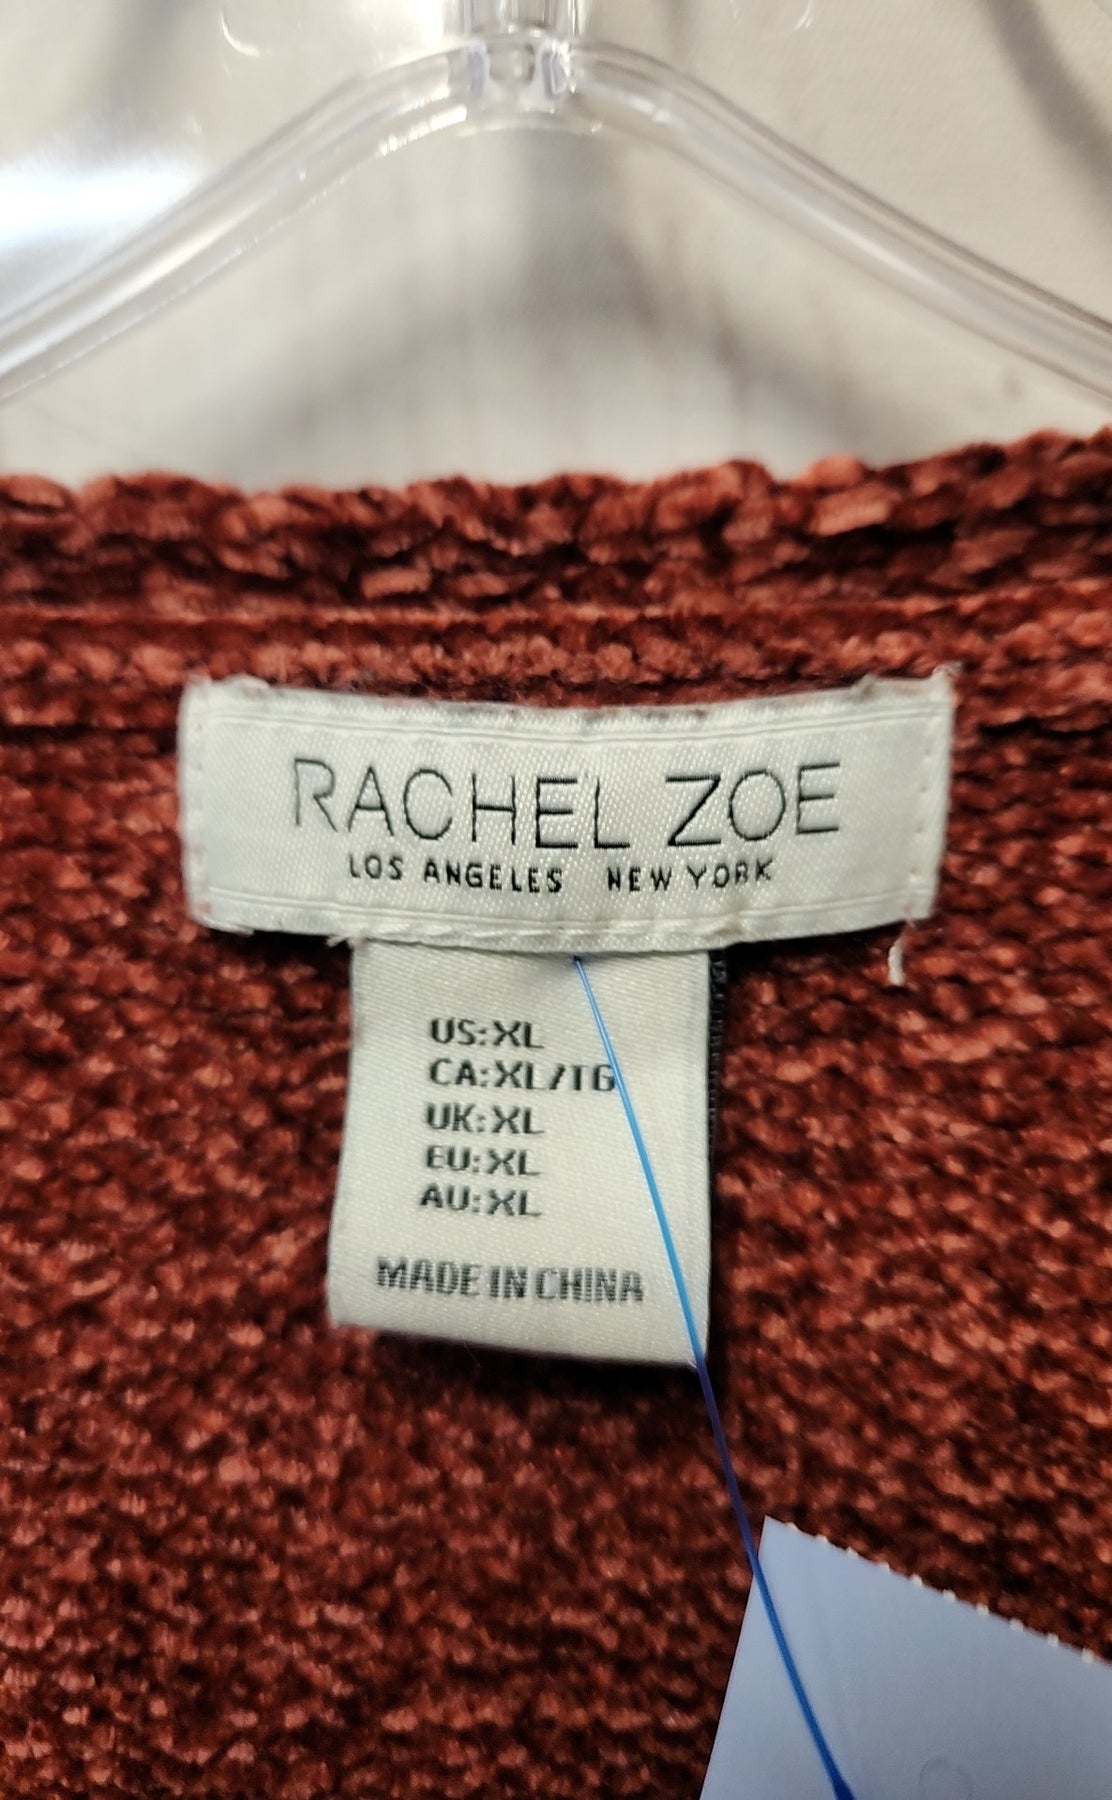 RACHEL ZOE
LOS ANGELES NEW YORK
US:XL
CA:XL/TG
UK:XL
EU:XL
AU:XL
MADE IN CHINA